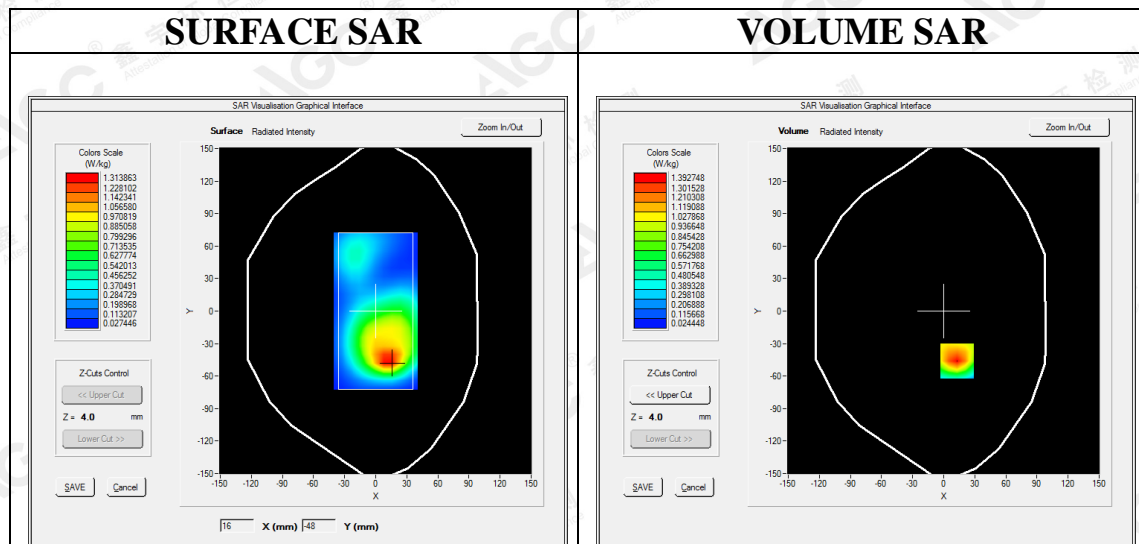 SURFACE SAR
VOLUME SAR
SAR Visualisation Graphical Interface
Surface Radiated Intensity
Zoom In/Out
Colors Scale
(W/kg)
1.313863
1.228102
1.142341
1.056580
0.970819
0.885058
0.799296
0.713535
0.627774
0.542013
0.456252
0.370491
0.284729
0.198968
0.113207
0.027446
150
120
90
60
30
0
-30
-60
-90
-120
-150
Y
-150 -120 -90 -60 -30 0 30 60 90 120 150
X
Z-Cuts Control
<< Upper Cut
Z = 4.0 mm
Lower Cut >>
SAVE Cancel
16 X (mm) -48 Y (mm)
SAR Visualisation Graphical Interface
Volume Radiated Intensity
Zoom In/Out
Colors Scale
(W/kg)
1.392748
1.301528
1.210308
1.119088
1.027868
0.936648
0.845428
0.754208
0.662988
0.571768
0.480548
0.389328
0.298108
0.206888
0.115668
0.024448
150
120
90
60
30
0
-30
-60
-90
-120
-150
Y
-150 -120 -90 -60 -30 0 30 60 90 120 150
X
Z-Cuts Control
<< Upper Cut
Z = 4.0 mm
Lower Cut >>
SAVE Cancel